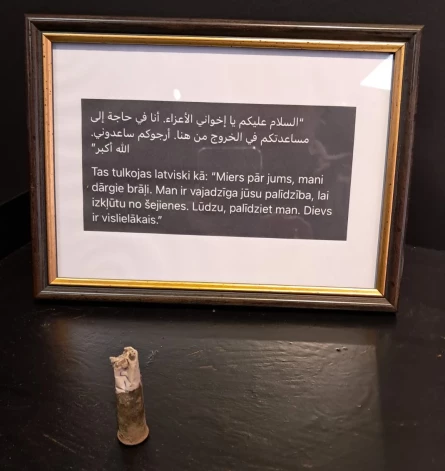 "السلام عليكم يا إخواني الأعزاء. أنا في حاجة إلى
مساعدتكم في الخروج من هنا. أرجوكم ساعدوني.
الله أكبر"
Tas tulkojas latviski kā: "Miers pār jums, mani
dārgie brāļi. Man ir vajadzīga jūsu palīdzība, lai
izkļūtu no šejienes. Lūdzu, palīdziet man. Dievs
ir vislielākais."